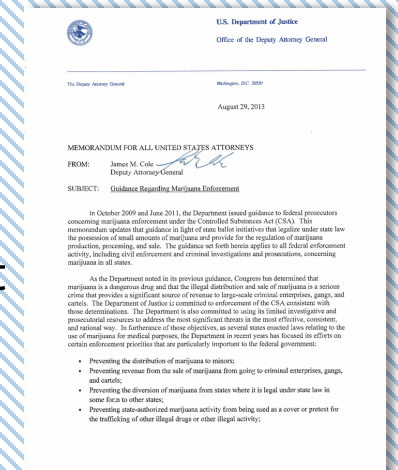 U.S. Department of Justice
Office of the Deputy Attorney General
The Deputy Attorney General
Washington, D.C. 20530
August 29, 2013
MEMORANDUM FOR ALL UNITED STATES ATTORNEYS
FROM: James M. Cole
Deputy Attorney General
SUBJECT: Guidance Regarding Marijuana Enforcement
In October 2009 and June 2011, the Department issued guidance to federal prosecutors
concerning marijuana enforcement under the Controlled Substances Act (CSA). This
memorandum updates that guidance in light of state ballot initiatives that legalize under state law
the possession of small amounts of marijuana and provide for the regulation of marijuana
production, processing, and sale. The guidance set forth herein applies to all federal enforcement
activity, including civil enforcement and criminal investigations and prosecutions, concerning
marijuana in all states.
As the Department noted in its previous guidance, Congress has determined that
marijuana is a dangerous drug and that the illegal distribution and sale of marijuana is a serious
crime that provides a significant source of revenue to large-scale criminal enterprises, gangs, and
cartels. The Department of Justice is committed to enforcement of the CSA consistent with
those determinations. The Department is also committed to using its limited investigative and
prosecutorial resources to address the most significant threats in the most effective, consistent,
and rational way. In furtherance of those objectives, as several states enacted laws relating to the
use of marijuana for medical purposes, the Department in recent years has focused its efforts on
certain enforcement priorities that are particularly important to the federal government:
• Preventing the distribution of marijuana to minors;
• Preventing revenue from the sale of marijuana from going to criminal enterprises, gangs,
and cartels;
• Preventing the diversion of marijuana from states where it is legal under state law in
some form to other states;
• Preventing state-authorized marijuana activity from being used as a cover or pretext for
the trafficking of other illegal drugs or other illegal activity;